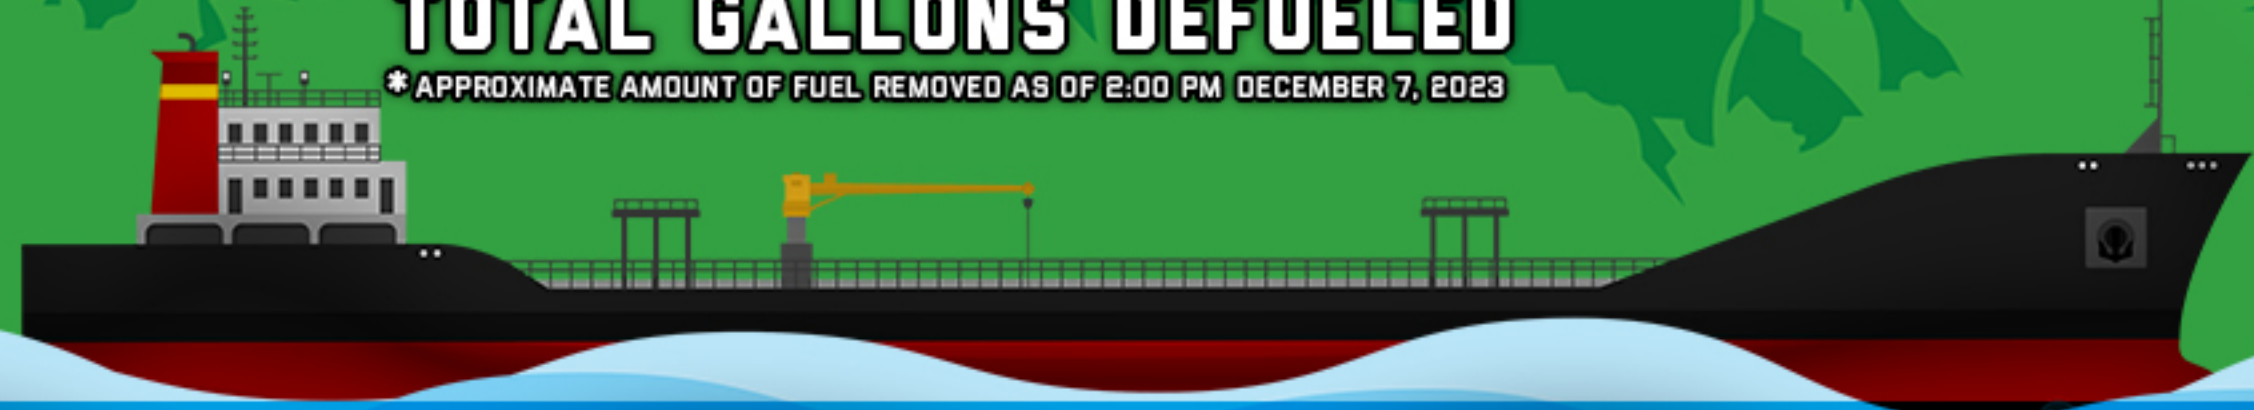 TOTAL GALLONS DEFUELED
*APPROXIMATE AMOUNT OF FUEL REMOVED AS OF 2:00 PM DECEMBER 7, 2023